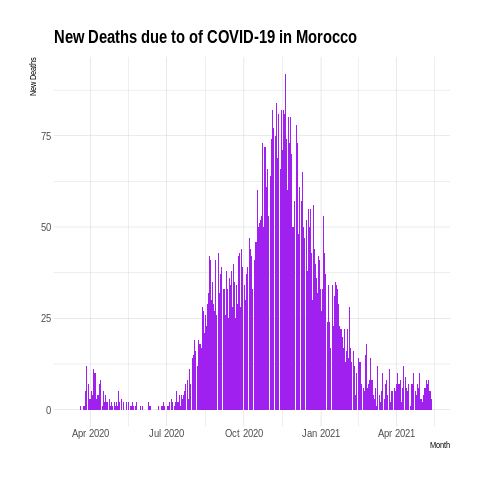 New Deaths due to of COVID-19 in Morocco
New Deaths
75
50
25
0
Apr 2020 Jul 2020 Oct 2020 Jan 2021 Apr 2021
Month